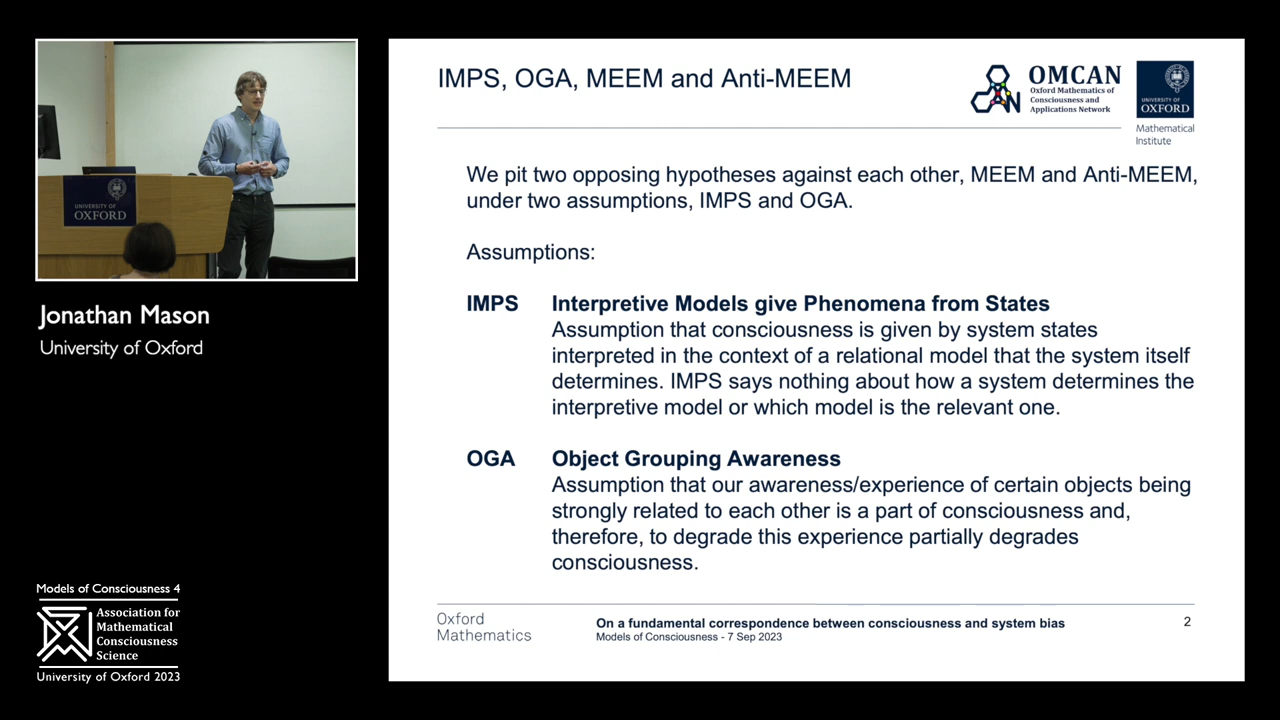 IMPS, OGA, MEEM and Anti-MEEM
OMCAN
Oxford Mathematics of
Consciousness and
Applications Network
UNIVERSITY OF
OXFORD
Mathematical
Institute
We pit two opposing hypotheses against each other, MEEM and Anti-MEEM,
under two assumptions, IMPS and OGA.
Assumptions:
IMPS Interpretive Models give Phenomena from States
Assumption that consciousness is given by system states
interpreted in the context of a relational model that the system itself
determines. IMPS says nothing about how a system determines the
interpretive model or which model is the relevant one.
OGA Object Grouping Awareness
Assumption that our awareness/experience of certain objects being
strongly related to each other is a part of consciousness and,
therefore, to degrade this experience partially degrades
consciousness.
Oxford
Mathematics
On a fundamental correspondence between consciousness and system bias
Models of Consciousness - 7 Sep 2023
2
UNIVERSITY OF
OXFORD
Jonathan Mason
University of Oxford
Models of Consciousness 4
Association for
Mathematical
Consciousness
Science
University of Oxford 2023